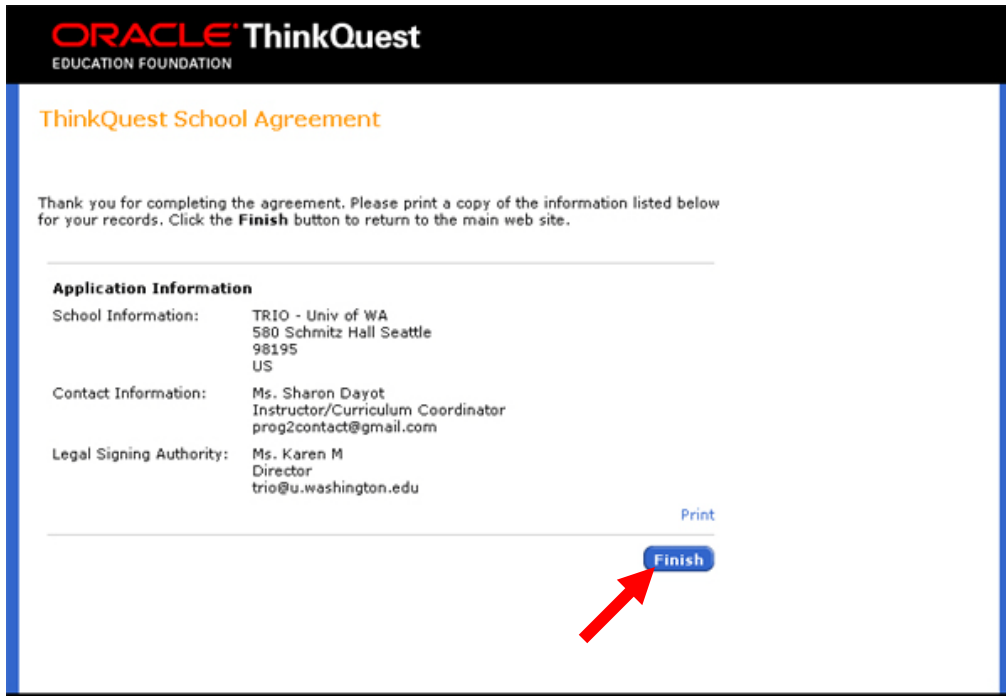 ORACLE ThinkQuest
EDUCATION FOUNDATION
ThinkQuest School Agreement
Thank you for completing the agreement. Please print a copy of the information listed below
for your records. Click the Finish button to return to the main web site.
Application Information
School Information: TRIO - Univ of WA
580 Schmitz Hall Seattle
98195
US
Contact Information: Ms. Sharon Dayot
Instructor/Curriculum Coordinator
prog2contact@gmail.com
Legal Signing Authority: Ms. Karen M
Director
trio@u.washington.edu
Print
Finish